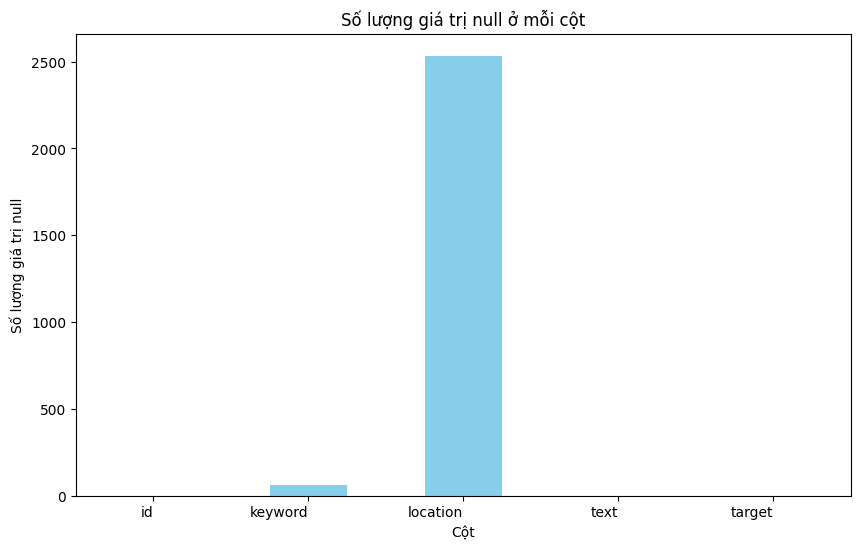 Số lượng giá trị null ở mỗi cột
Số lượng giá trị null
2500
2000
1500
1000
500
0
id keyword location text target
Cột